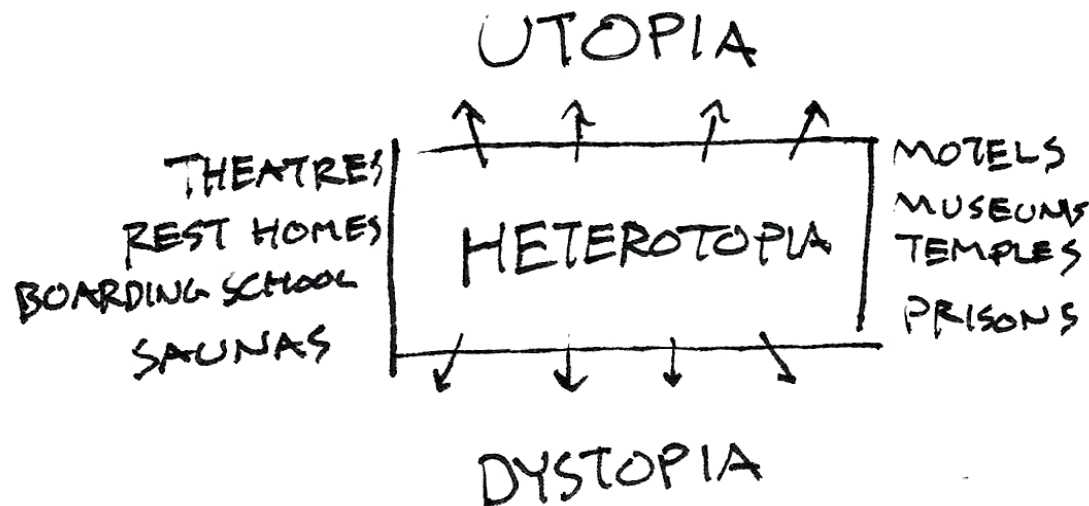 UTOPIA
THEATRES
REST HOMES
BOARDING SCHOOL
SAUNAS
HETEROTOPIA
MOTELS
MUSEUMS
TEMPLES
PRISONS
DYSTOPIA